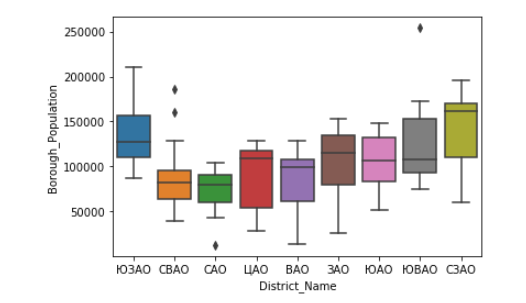 250000
200000
150000
100000
50000
Borough_Population
ЮЗАО СВАО САО ЦАО ВАО ЗАО ЮАО ЮВАО СЗАО
District_Name